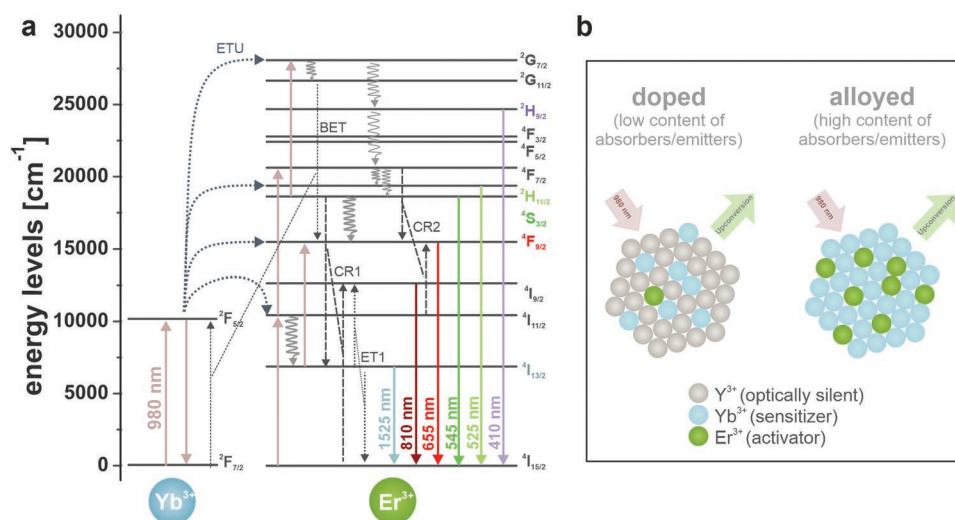 a
energy levels [cm⁻¹]
30000
25000
20000
15000
10000
5000
0
ETU
BET
CR2
CR1
ET1
²F₅/₂
²F₇/₂
980 nm
Yb³⁺
Er³⁺
²G₇/₂
²G₁₁/₂
²H₉/₂
⁴F₃/₂
⁴F₅/₂
⁴F₇/₂
²H₁₁/₂
⁴S₃/₂
⁴F₉/₂
⁴I₉/₂
⁴I₁₁/₂
⁴I₁₃/₂
⁴I₁₅/₂
1525 nm
810 nm
655 nm
545 nm
525 nm
410 nm
b
doped
(low content of
absorbers/emitters)
980 nm
Upconversion
alloyed
(high content of
absorbers/emitters)
980 nm
Upconversion
Y³⁺ (optically silent)
Yb³⁺ (sensitizer)
Er³⁺ (activator)